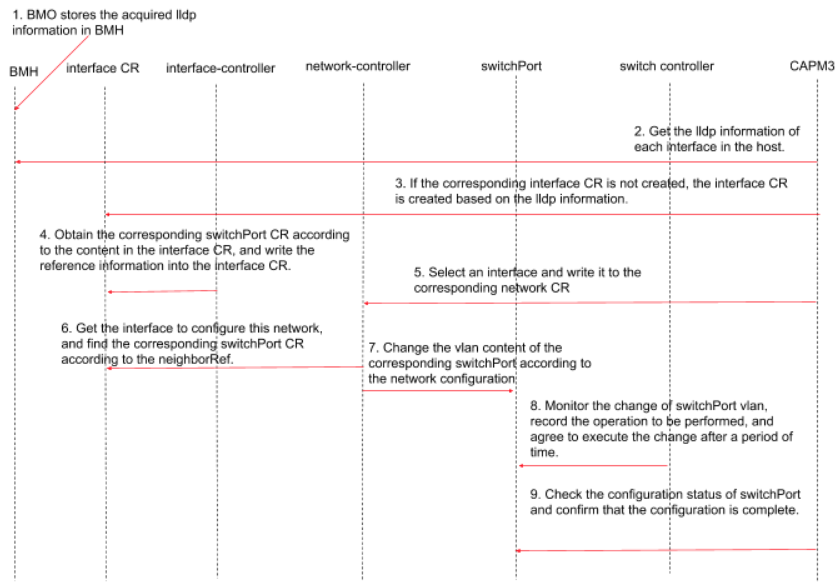 1. BMO stores the acquired lldp
information in BMH
BMH
interface CR
interface-controller
network-controller
switchPort
switch controller
CAPM3
2. Get the lldp information of
each interface in the host.
3. If the corresponding interface CR is not created, the interface CR
is created based on the lldp information.
4. Obtain the corresponding switchPort CR according
to the content in the interface CR, and write the
reference information into the interface CR.
5. Select an interface and write it to the
corresponding network CR
6. Get the interface to configure this network,
and find the corresponding switchPort CR
according to the neighborRef.
7. Change the vlan content of the
corresponding switchPort according to
the network configuration
8. Monitor the change of switchPort vlan,
record the operation to be performed, and
agree to execute the change after a period of
time.
9. Check the configuration status of switchPort
and confirm that the configuration is complete.